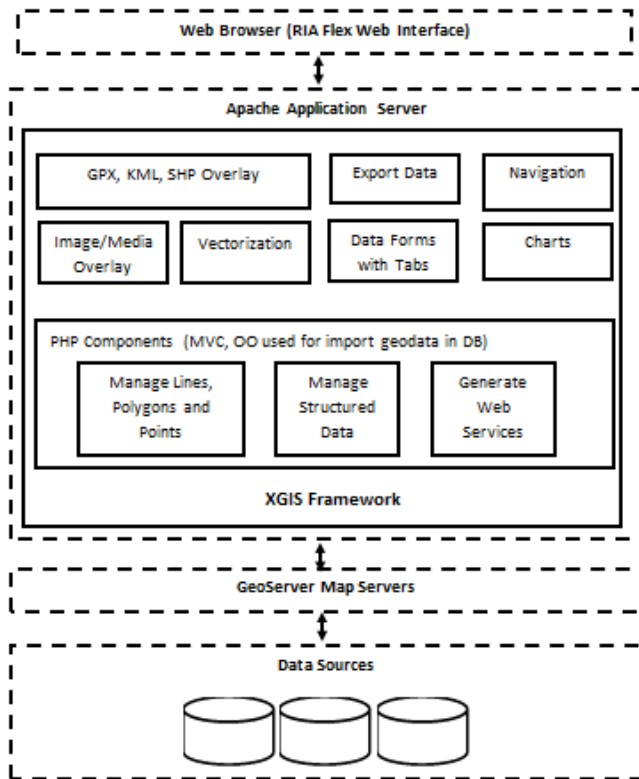 Web Browser (RIA Flex Web Interface)
Apache Application Server
GPX, KML, SHP Overlay
Export Data
Navigation
Image/Media
Overlay
Vectorization
Data Forms
with Tabs
Charts
PHP Components (MVC, OO used for import geodata in DB)
Manage Lines,
Polygons and
Points
Manage
Structured
Data
Generate
Web
Services
XGIS Framework
GeoServer Map Servers
Data Sources